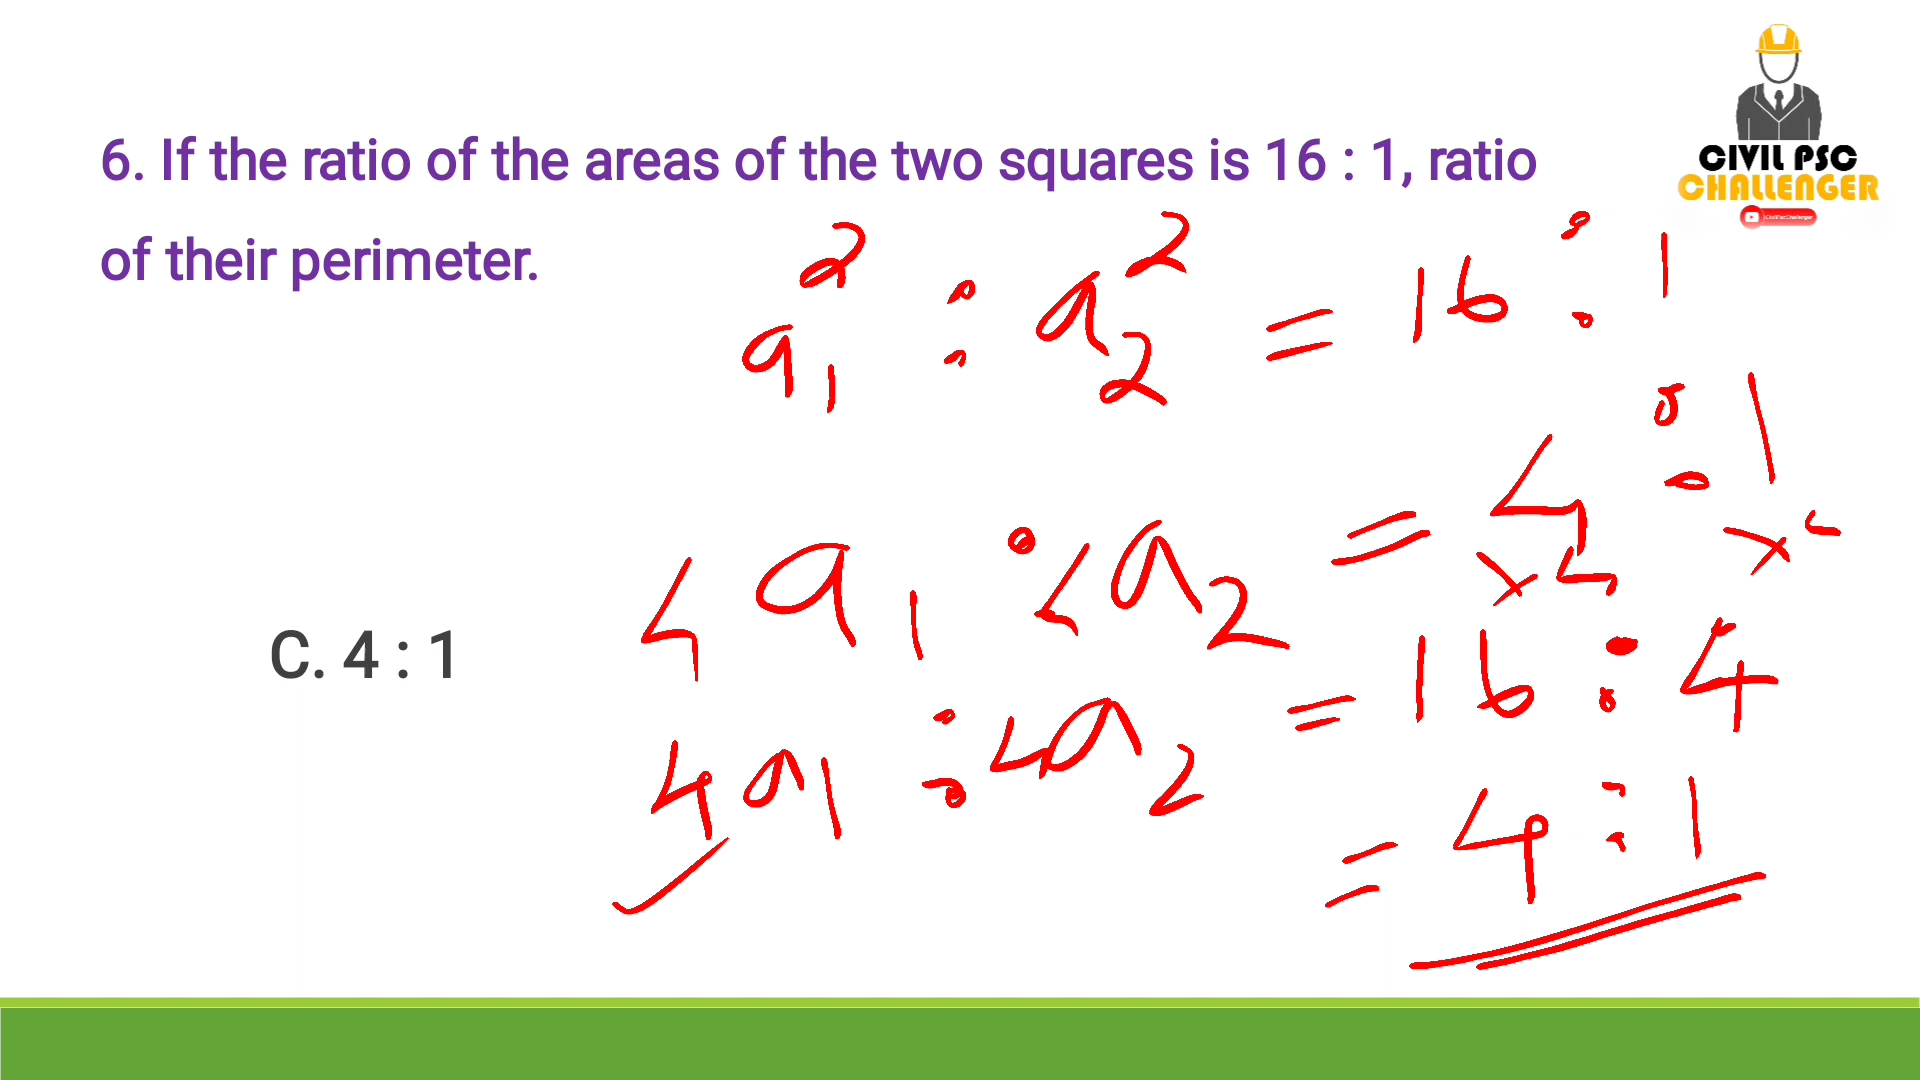 6. If the ratio of the areas of the two squares is 16 : 1, ratio
of their perimeter.
CIVIL PSC
CHALLENGER
a₁² : a₂² = 16 : 1
4a₁ : 4a₂ = 4 : 1
×4 ×4
C. 4 : 1
= 16 : 4
4a₁ : 4a₂
= 4 : 1